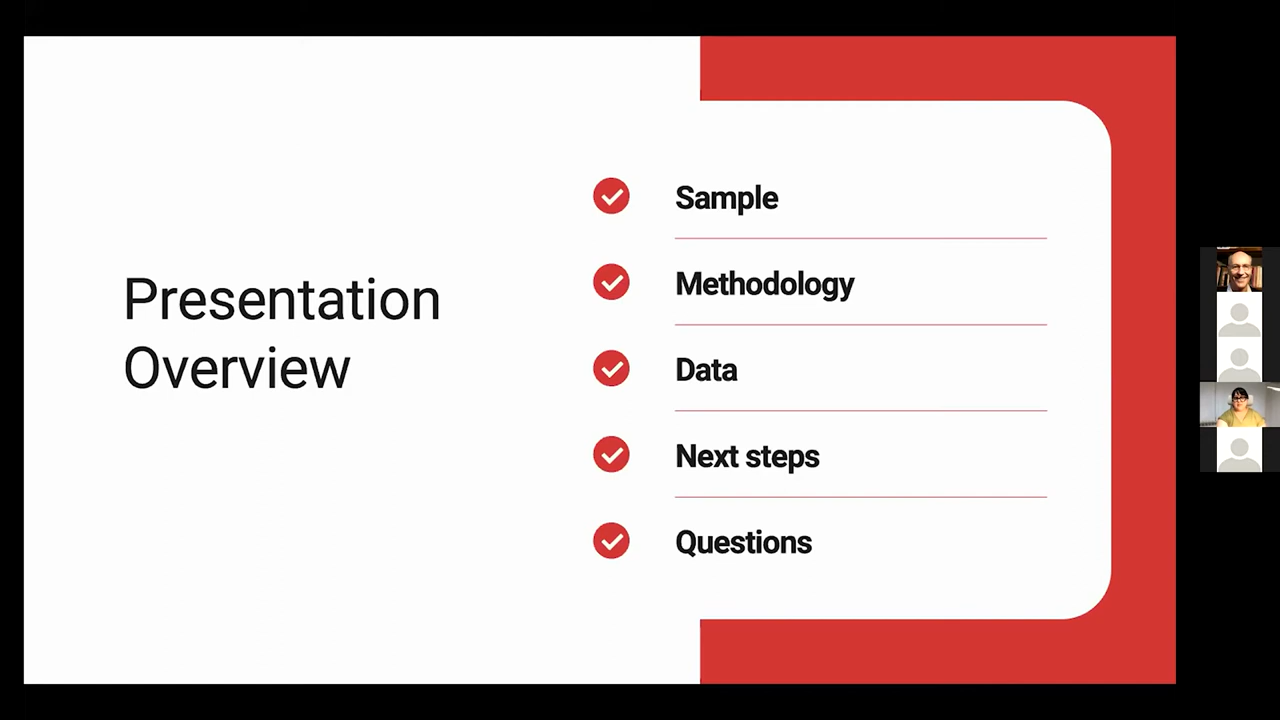 Presentation
Overview
Sample
Methodology
Data
Next steps
Questions